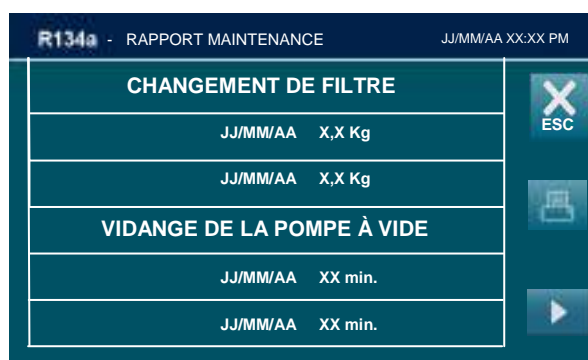 R134a - RAPPORT MAINTENANCE JJ/MM/AA XX:XX PM
CHANGEMENT DE FILTRE
ESC
JJ/MM/AA X,X Kg
JJ/MM/AA X,X Kg
VIDANGE DE LA POMPE À VIDE
JJ/MM/AA XX min.
JJ/MM/AA XX min.